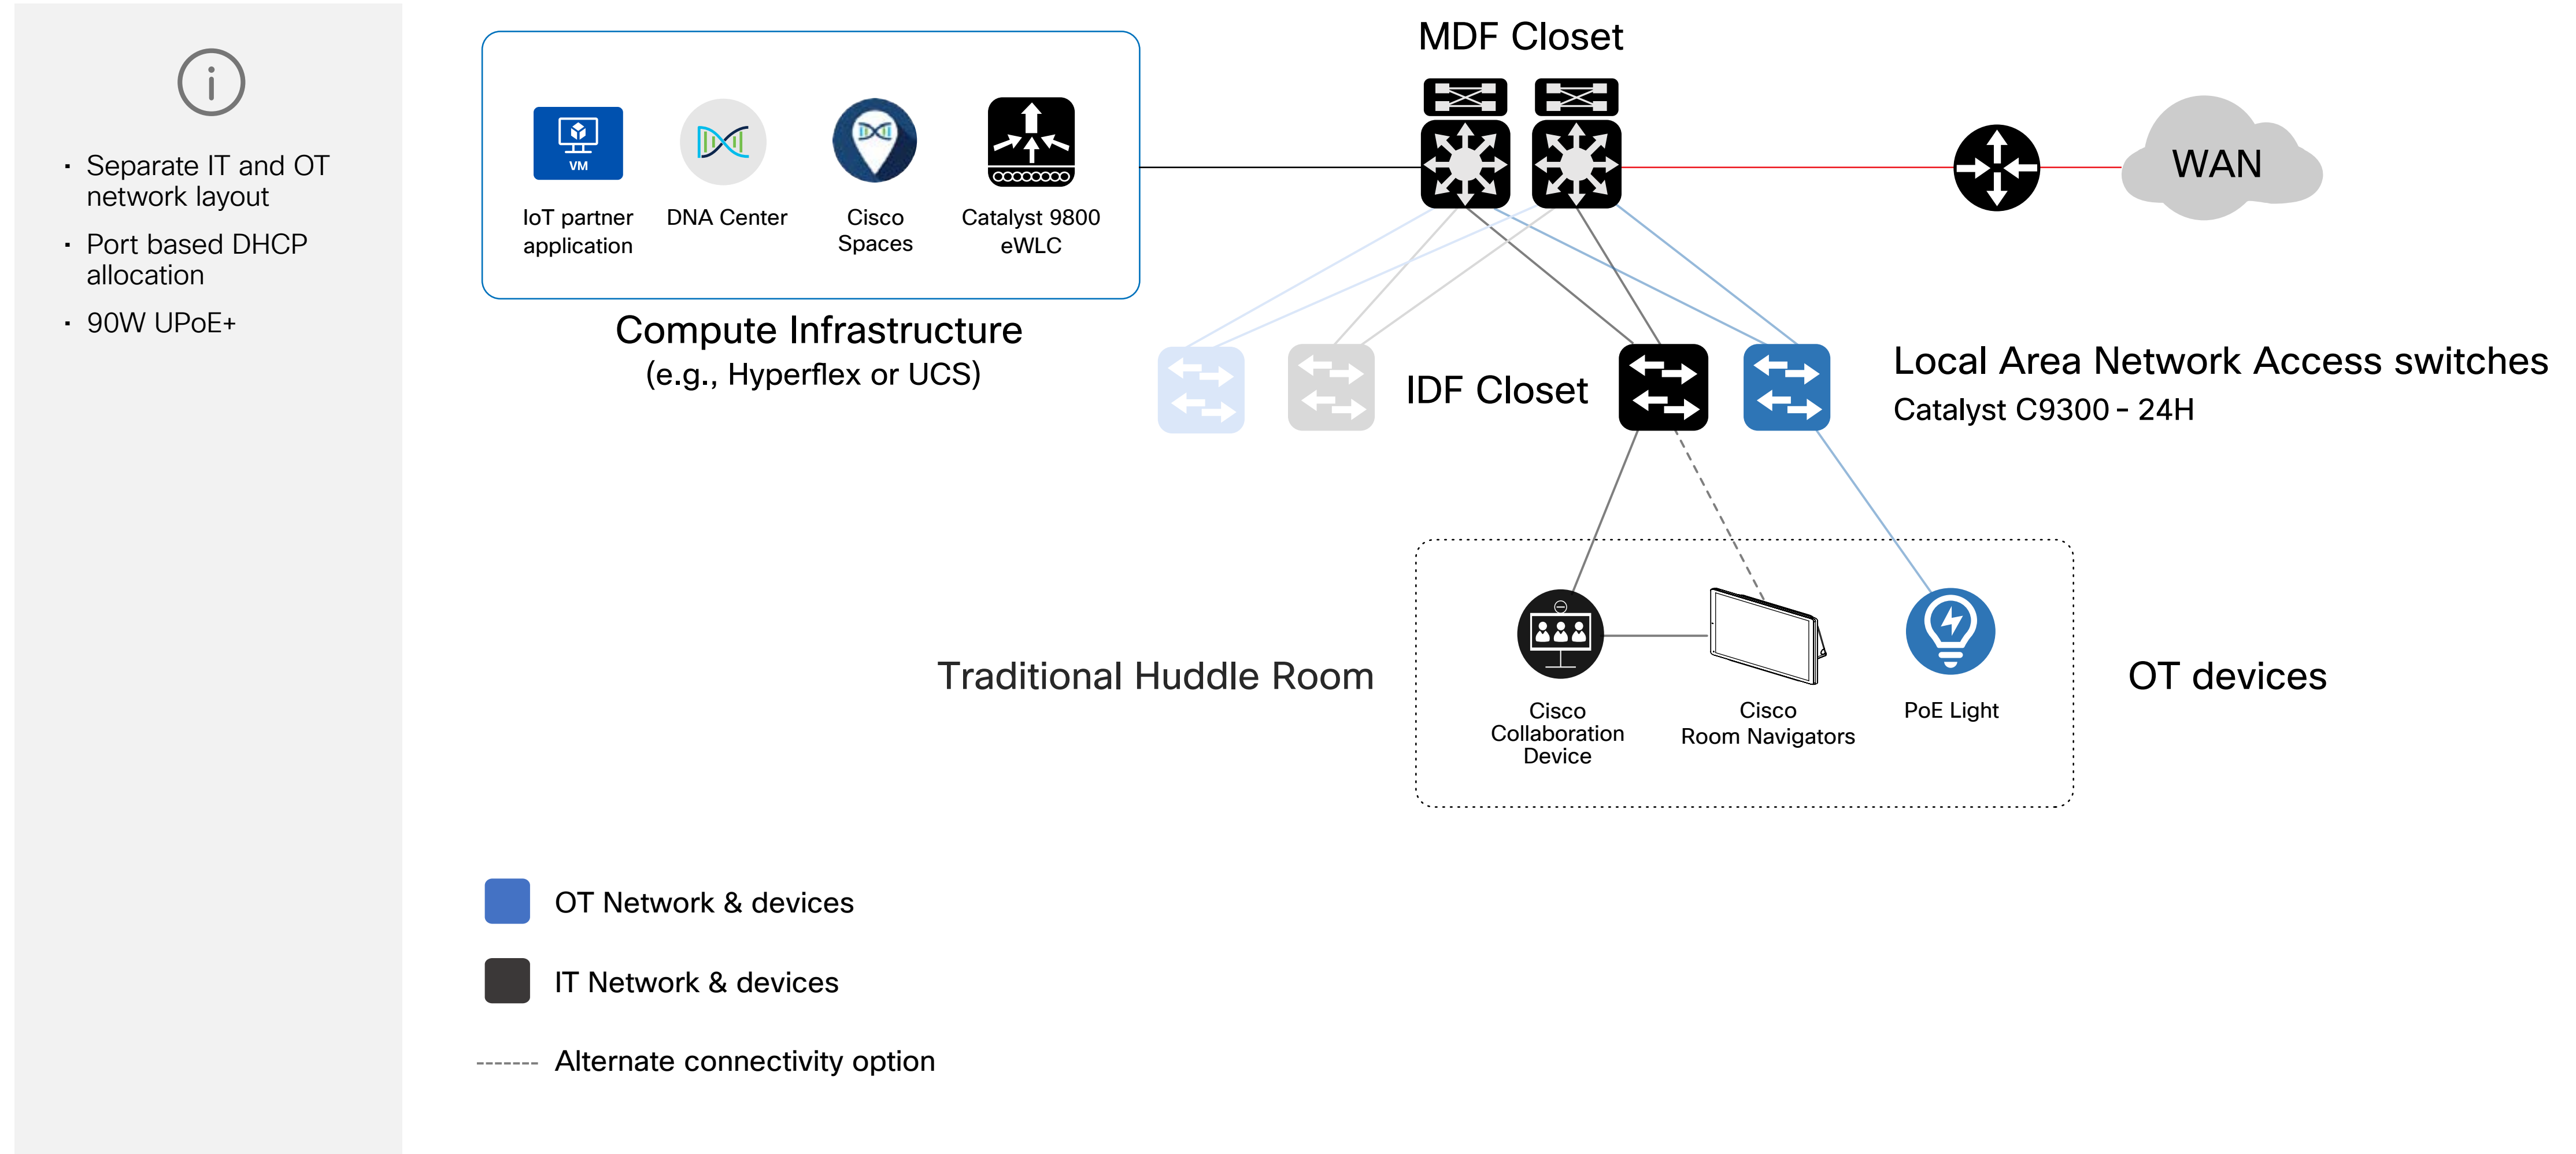 · Separate IT and OT
network layout
· Port based DHCP
allocation
· 90W UPoE+
MDF Closet
VM
IoT partner
application
DNA Center
Cisco
Spaces
Catalyst 9800
eWLC
WAN
Compute Infrastructure
(e.g., Hyperflex or UCS)
IDF Closet
Local Area Network Access switches
Catalyst C9300 - 24H
Traditional Huddle Room
Cisco
Collaboration
Device
Cisco
Room Navigators
PoE Light
OT devices
OT Network & devices
IT Network & devices
Alternate connectivity option